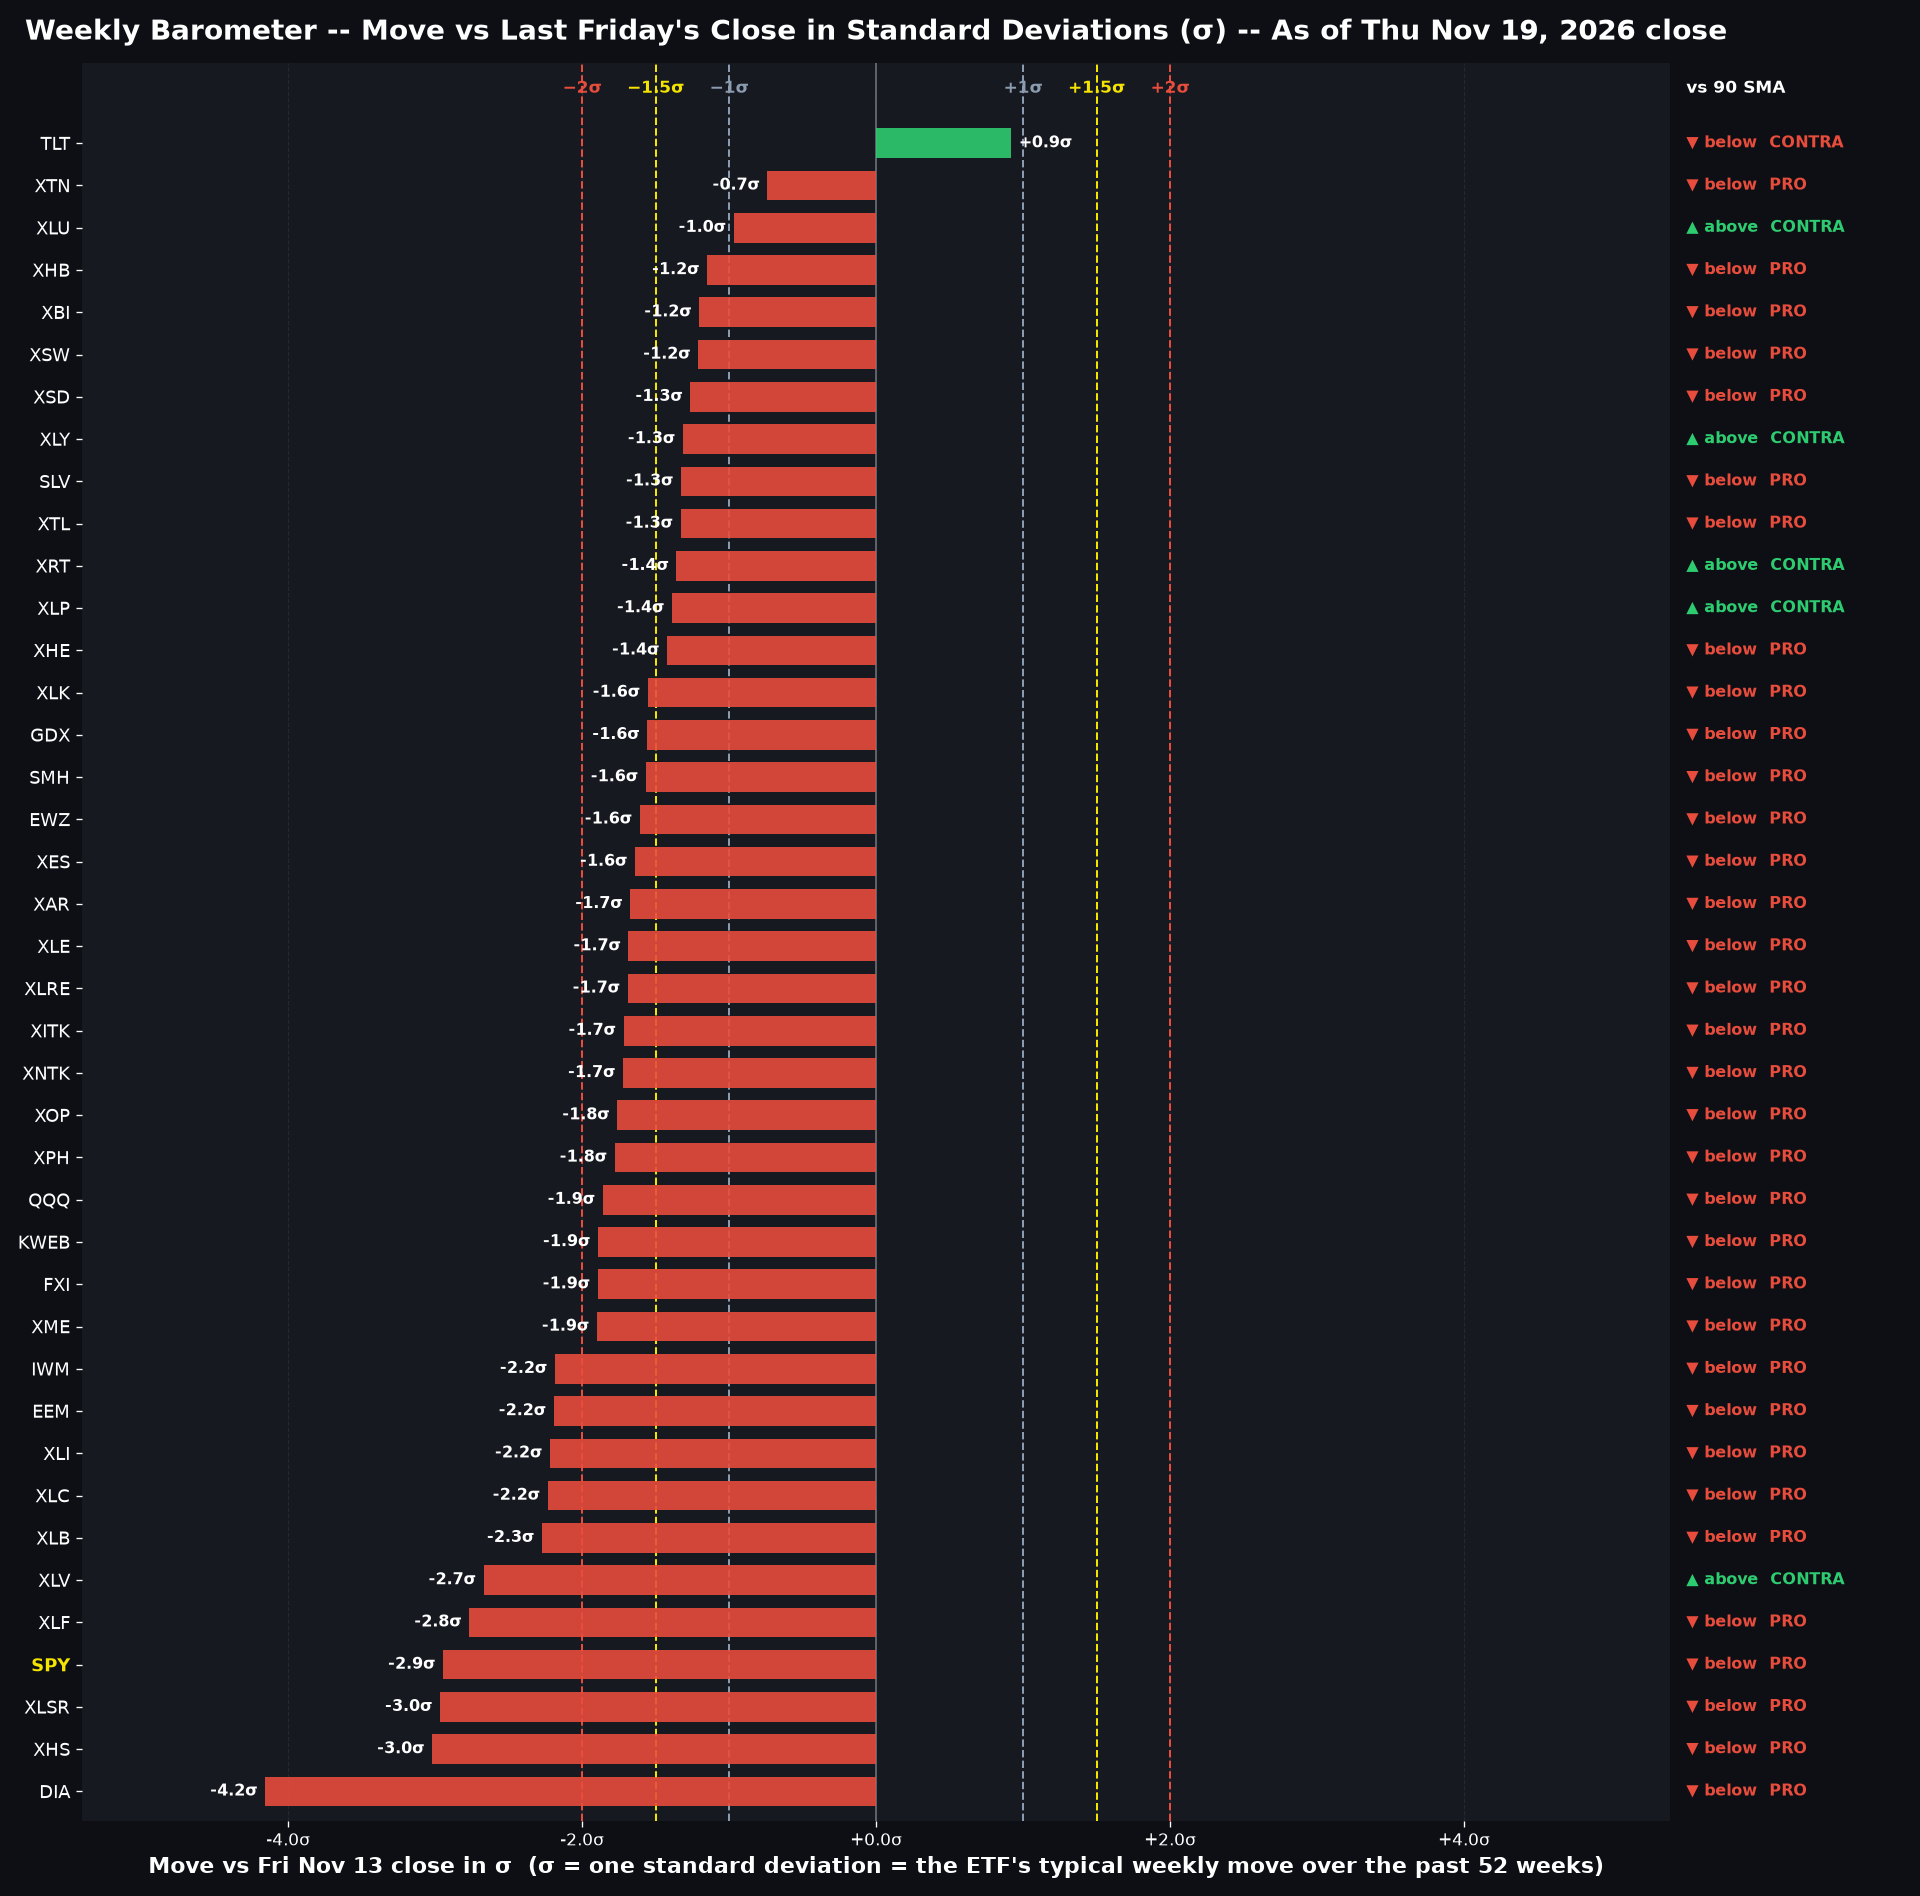 Weekly Barometer -- Move vs Last Friday's Close in Standard Deviations (σ) -- As of Thu Nov 19, 2026 close
−2σ −1.5σ −1σ +1σ +1.5σ +2σ vs 90 SMA
TLT +0.9σ ▼ below CONTRA
XTN -0.7σ ▼ below PRO
XLU -1.0σ ▲ above CONTRA
XHB -1.2σ ▼ below PRO
XBI -1.2σ ▼ below PRO
XSW -1.2σ ▼ below PRO
XSD -1.3σ ▼ below PRO
XLY -1.3σ ▲ above CONTRA
SLV -1.3σ ▼ below PRO
XTL -1.3σ ▼ below PRO
XRT -1.4σ ▲ above CONTRA
XLP -1.4σ ▲ above CONTRA
XHE -1.4σ ▼ below PRO
XLK -1.6σ ▼ below PRO
GDX -1.6σ ▼ below PRO
SMH -1.6σ ▼ below PRO
EWZ -1.6σ ▼ below PRO
XES -1.6σ ▼ below PRO
XAR -1.7σ ▼ below PRO
XLE -1.7σ ▼ below PRO
XLRE -1.7σ ▼ below PRO
XITK -1.7σ ▼ below PRO
XNTK -1.7σ ▼ below PRO
XOP -1.8σ ▼ below PRO
XPH -1.8σ ▼ below PRO
QQQ -1.9σ ▼ below PRO
KWEB -1.9σ ▼ below PRO
FXI -1.9σ ▼ below PRO
XME -1.9σ ▼ below PRO
IWM -2.2σ ▼ below PRO
EEM -2.2σ ▼ below PRO
XLI -2.2σ ▼ below PRO
XLC -2.2σ ▼ below PRO
XLB -2.3σ ▼ below PRO
XLV -2.7σ ▲ above CONTRA
XLF -2.8σ ▼ below PRO
SPY -2.9σ ▼ below PRO
XLSR -3.0σ ▼ below PRO
XHS -3.0σ ▼ below PRO
DIA -4.2σ ▼ below PRO
-4.0σ -2.0σ +0.0σ +2.0σ +4.0σ
Move vs Fri Nov 13 close in σ (σ = one standard deviation = the ETF's typical weekly move over the past 52 weeks)